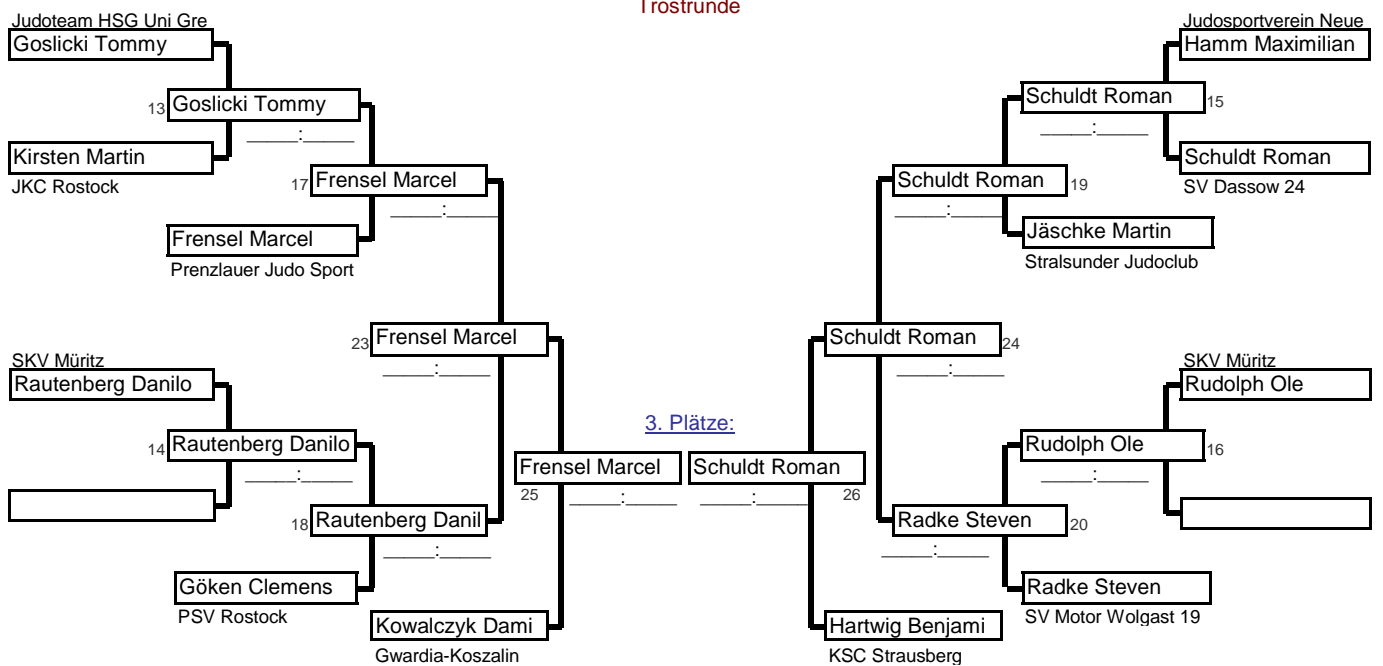 Trostrunde
Judoteam HSG Uni Gre
Goslicki Tommy
13 Goslicki Tommy
_____:_____
Kirsten Martin
JKC Rostock
17 Frensel Marcel
_____:_____
Frensel Marcel
Prenzlauer Judo Sport
23 Frensel Marcel
_____:_____
SKV Müritz
Rautenberg Danilo
14 Rautenberg Danilo
_____:_____
18 Rautenberg Danil
_____:_____
Göken Clemens
PSV Rostock
Kowalczyk Dami
Gwardia-Koszalin
3. Plätze:
Frensel Marcel
25 _____:_____
Schuldt Roman
_____:_____ 26
Judosportverein Neue
Hamm Maximilian
Schuldt Roman 15
_____:_____
Schuldt Roman
SV Dassow 24
Schuldt Roman 19
_____:_____
Jäschke Martin
Stralsunder Judoclub
Schuldt Roman 24
_____:_____
SKV Müritz
Rudolph Ole
Rudolph Ole 16
_____:_____
Radke Steven 20
_____:_____
Radke Steven
SV Motor Wolgast 19
Hartwig Benjami
KSC Strausberg